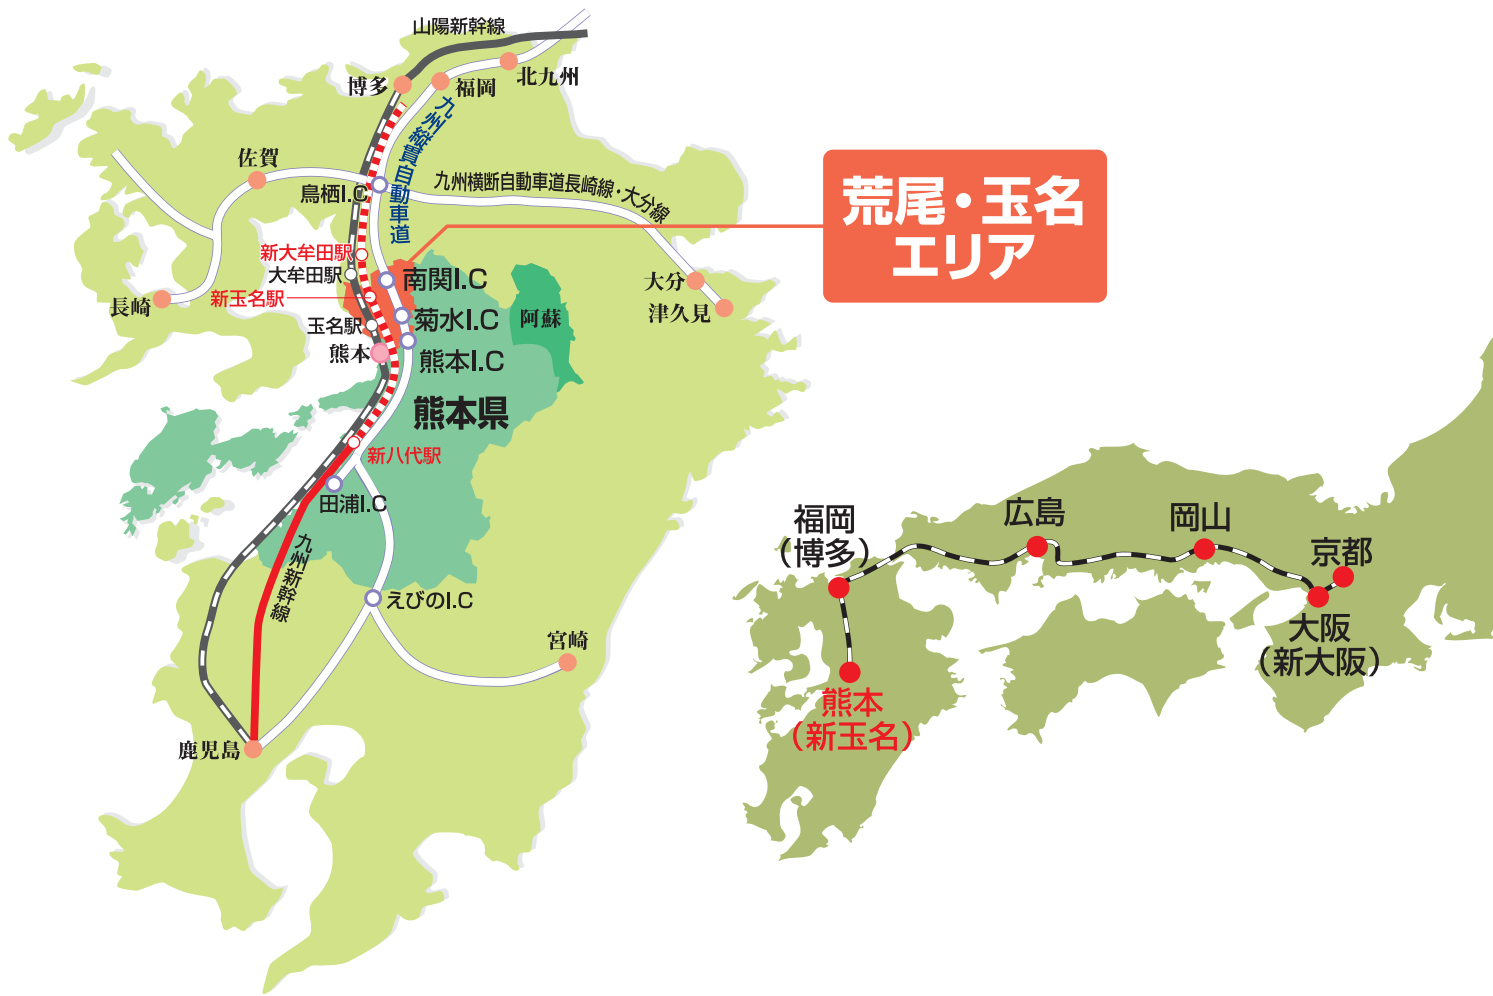 山陽新幹線
博多
福岡
北九州
九州縦貫自動車道
佐賀
鳥栖I.C
九州横断自動車道長崎線・大分線
荒尾・玉名
エリア
新大牟田駅
大牟田駅
南関I.C
新玉名駅
長崎
大分
津久見
玉名駅
菊水I.C
阿蘇
熊本
熊本I.C
熊本県
新八代駅
田浦I.C
九州新幹線
えびのI.C
宮崎
鹿児島
福岡
（博多）
広島
岡山
京都
大阪
（新大阪）
熊本
（新玉名）